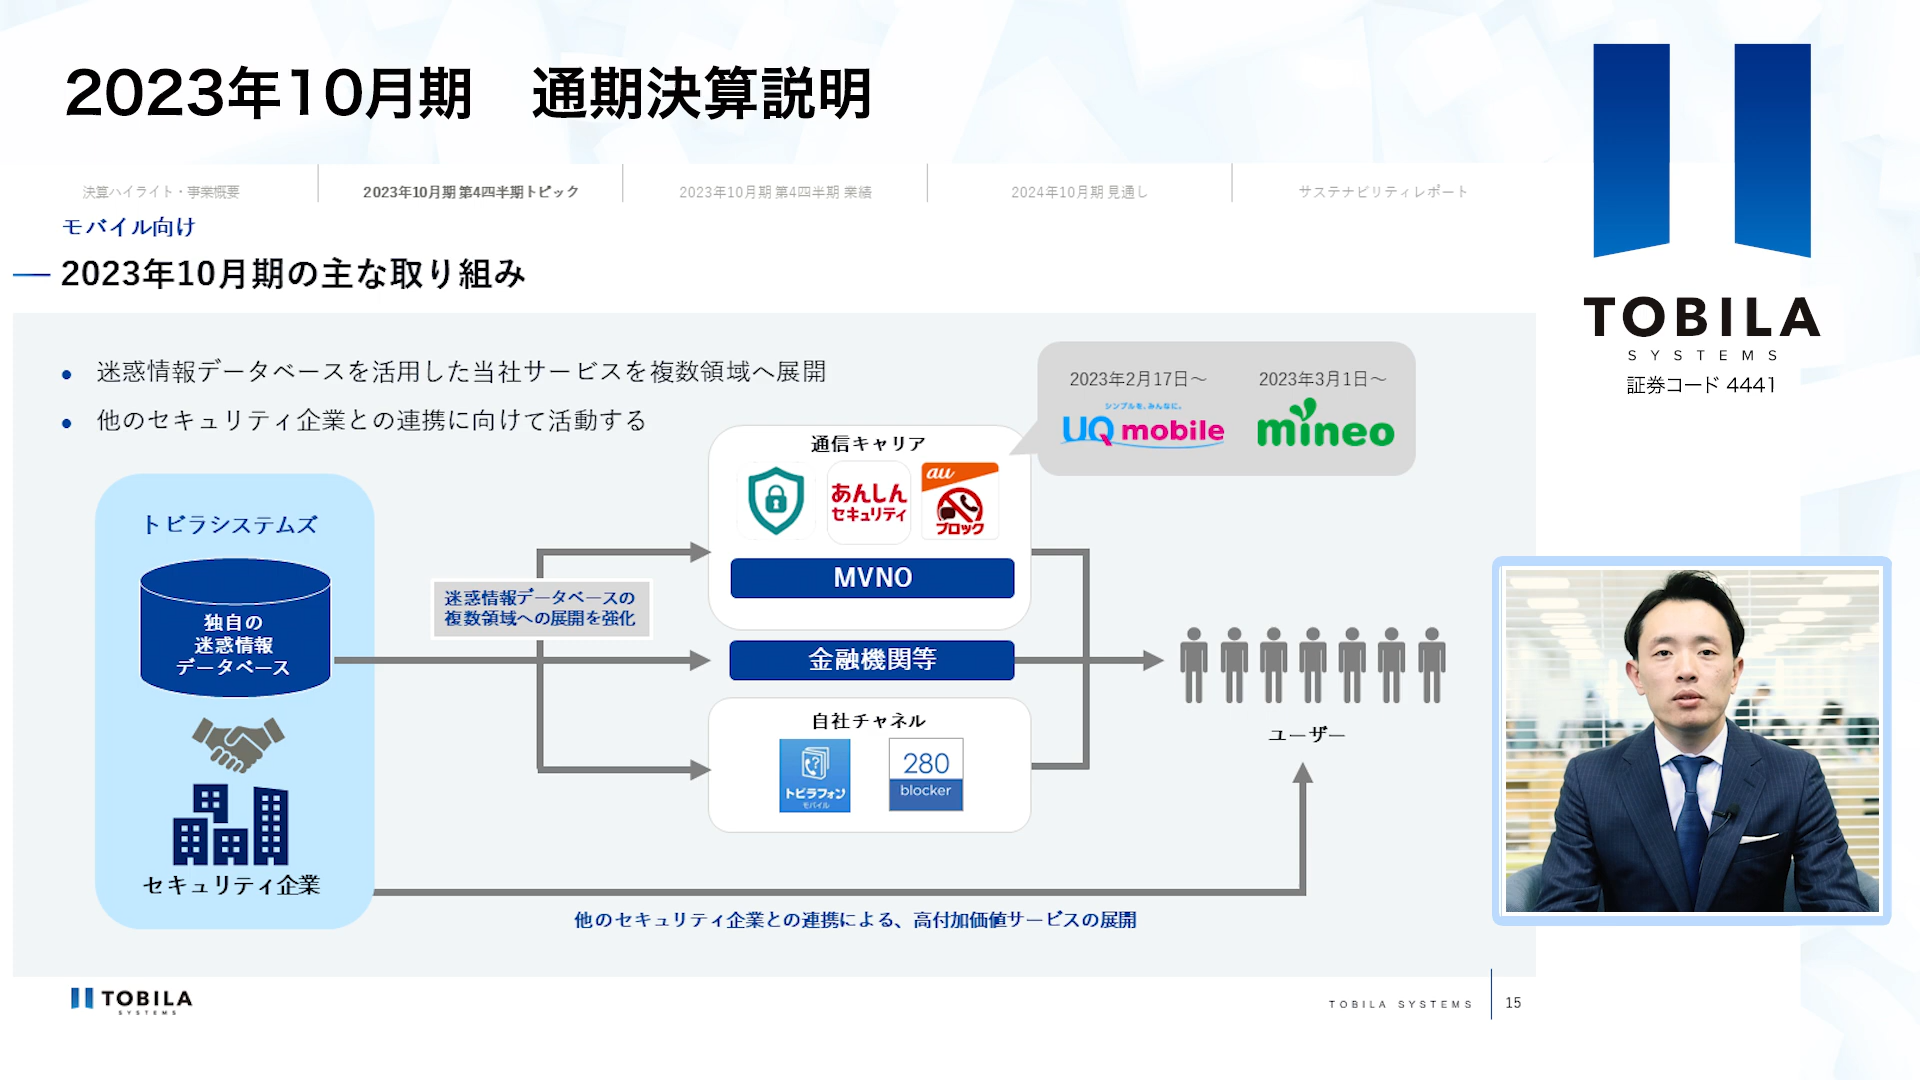 2023年10月期　通期決算説明
決算ハイライト・事業概要
2023年10月期 第4四半期トピック
2023年10月期 第4四半期 業績
2024年10月期 見通し
サステナビリティレポート
モバイル向け
2023年10月期の主な取り組み
TOBILA
SYSTEMS
証券コード 4441
• 迷惑情報データベースを活用した当社サービスを複数領域へ展開
• 他のセキュリティ企業との連携に向けて活動する
2023年2月17日～
シンプルを、みんなに。
UQ mobile
2023年3月1日～
mineo
トビラシステムズ
独自の
迷惑情報
データベース
セキュリティ企業
迷惑情報データベースの
複数領域への展開を強化
通信キャリア
あんしん
セキュリティ
au
ブロック
MVNO
金融機関等
自社チャネル
トビラフォン
モバイル
280
blocker
ユーザー
他のセキュリティ企業との連携による、高付加価値サービスの展開
TOBILA
SYSTEMS
TOBILA SYSTEMS
15